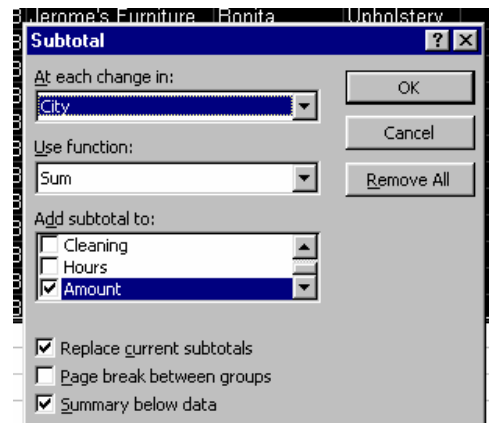 Jerome's Furniture Bonita Upholstery
Subtotal
At each change in:
City
OK
Cancel
Use function:
Sum
Remove All
Add subtotal to:
Cleaning
Hours
Amount
Replace current subtotals
Page break between groups
Summary below data